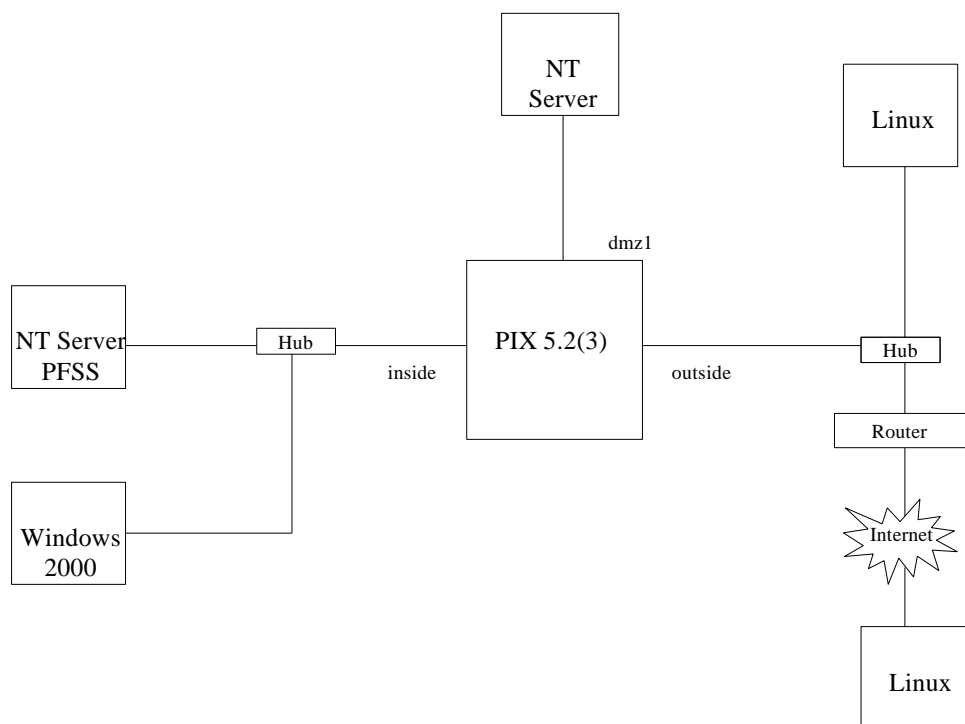 NT
Server
Linux
dmz1
NT Server
PFSS
Hub
inside
PIX 5.2(3)
outside
Hub
Router
Windows
2000
Internet
Linux